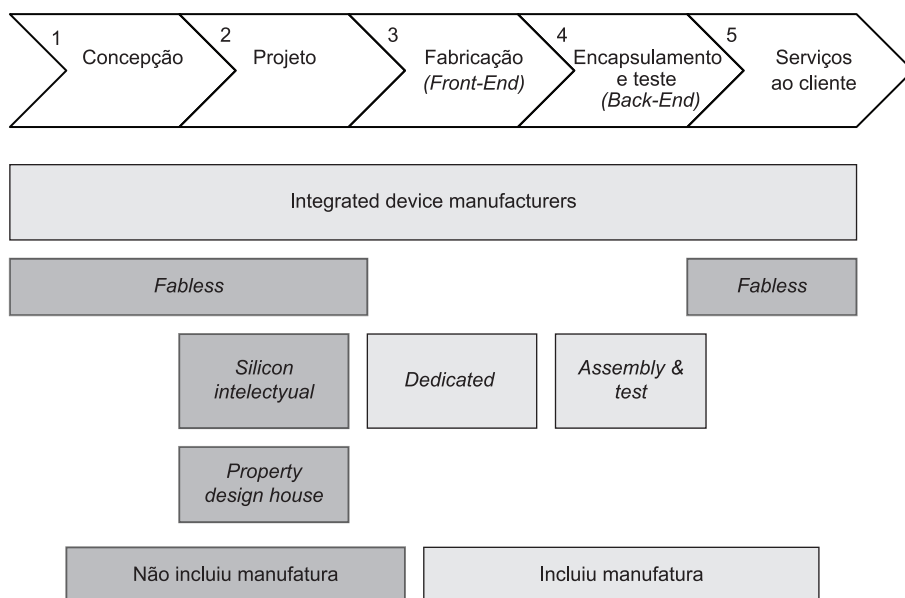 1
Concepção
2
Projeto
3
Fabricação
(Front-End)
4
Encapsulamento
e teste
(Back-End)
5
Serviços
ao cliente
Integrated device manufacturers
Fabless
Fabless
Silicon
intelectyual
Dedicated
Assembly &
test
Property
design house
Não incluiu manufatura
Incluiu manufatura